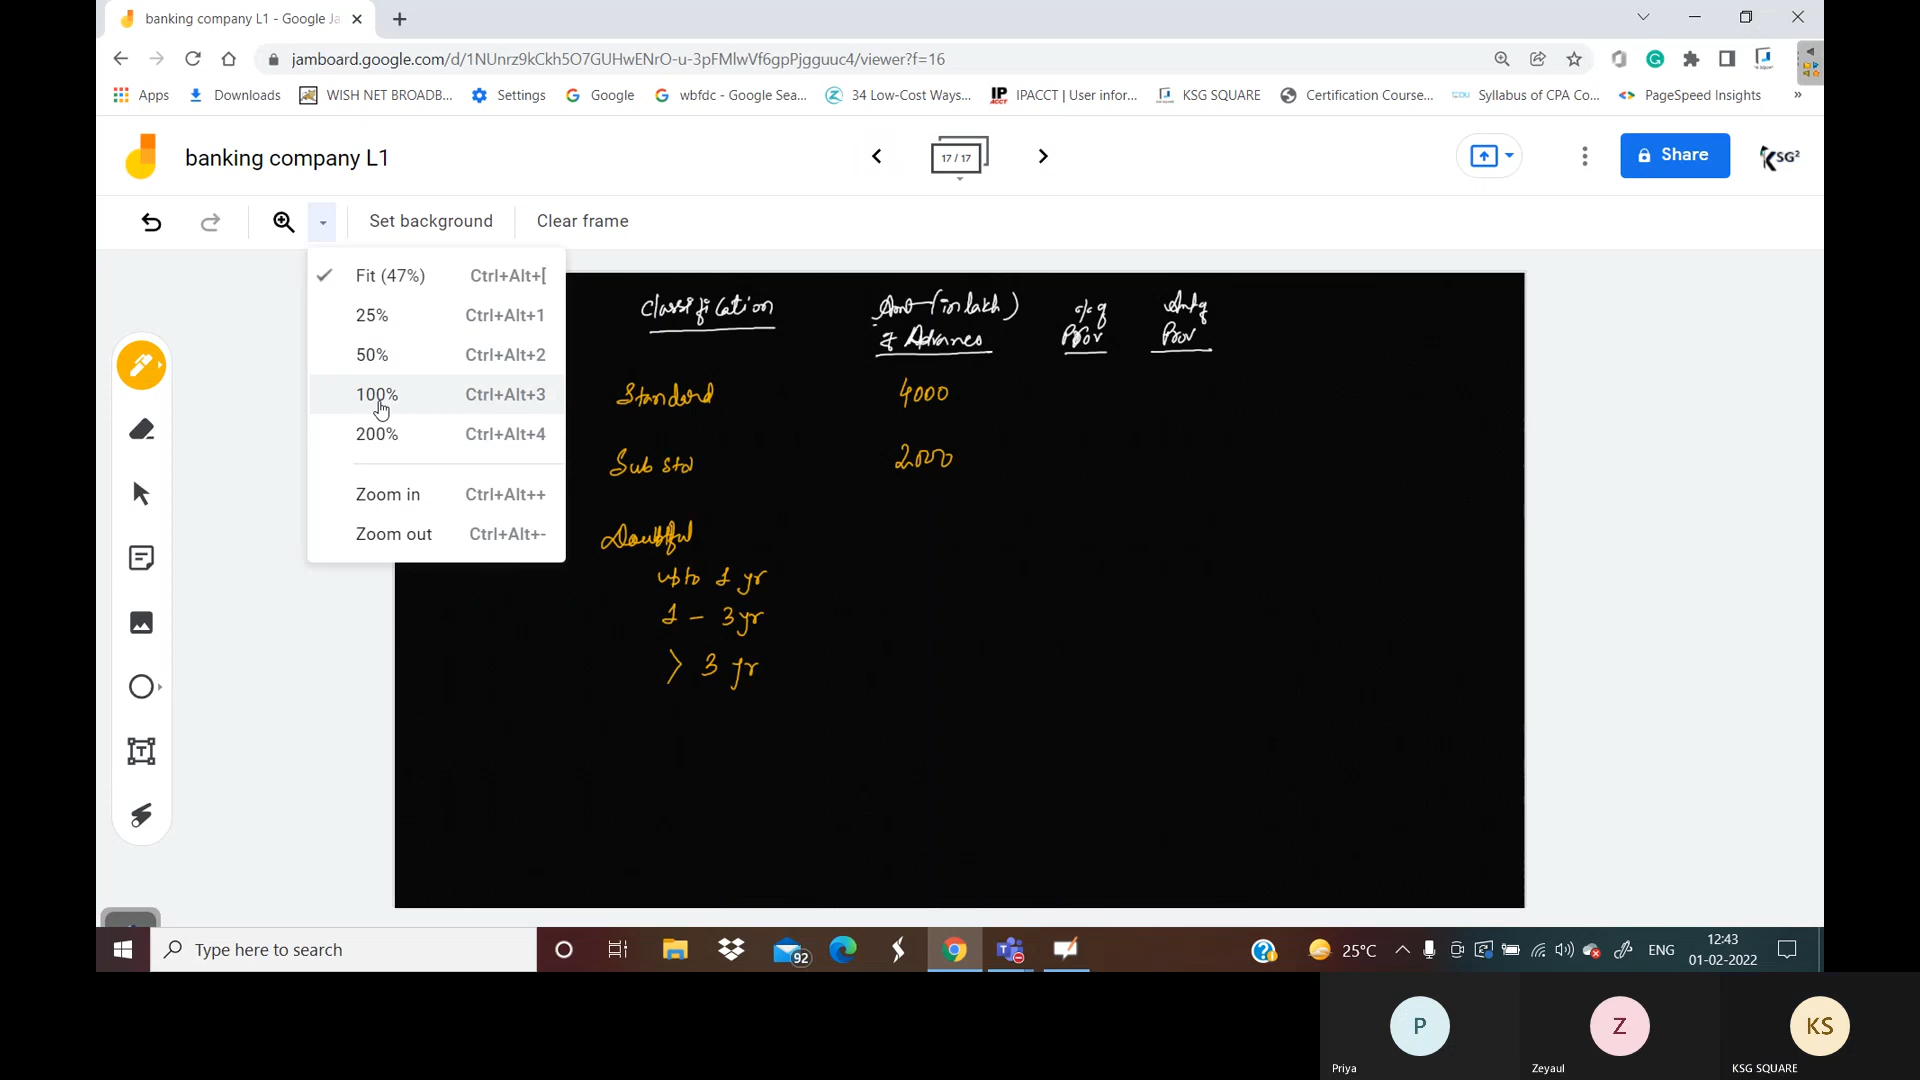 banking company L1 - Google Ja
jamboard.google.com/d/1NUnrz9kCkh5O7GUHwENrO-u-3pFMlwVf6gpPjgguuc4/viewer?f=16
Apps Downloads WISH NET BROADB... Settings Google wbfdc - Google Sea... 34 Low-Cost Ways... IPACCT | User infor... KSG SQUARE Certification Course... Syllabus of CPA Co... PageSpeed Insights »
banking company L1 17 / 17 Share KSG²
Set background Clear frame
Fit (47%) Ctrl+Alt+[
25% Ctrl+Alt+1
50% Ctrl+Alt+2
100% Ctrl+Alt+3
200% Ctrl+Alt+4
Zoom in Ctrl+Alt++
Zoom out Ctrl+Alt+-
Classification Amt (in lakh) % of Amt of
of Advances Prov Prov
Standard 4000
Sub std 2000
Doubtful
upto 1 yr
1 - 3 yr
> 3 yr
Type here to search 92 25°C ENG 12:43
01-02-2022
P Z KS
Priya Zeyaul KSG SQUARE